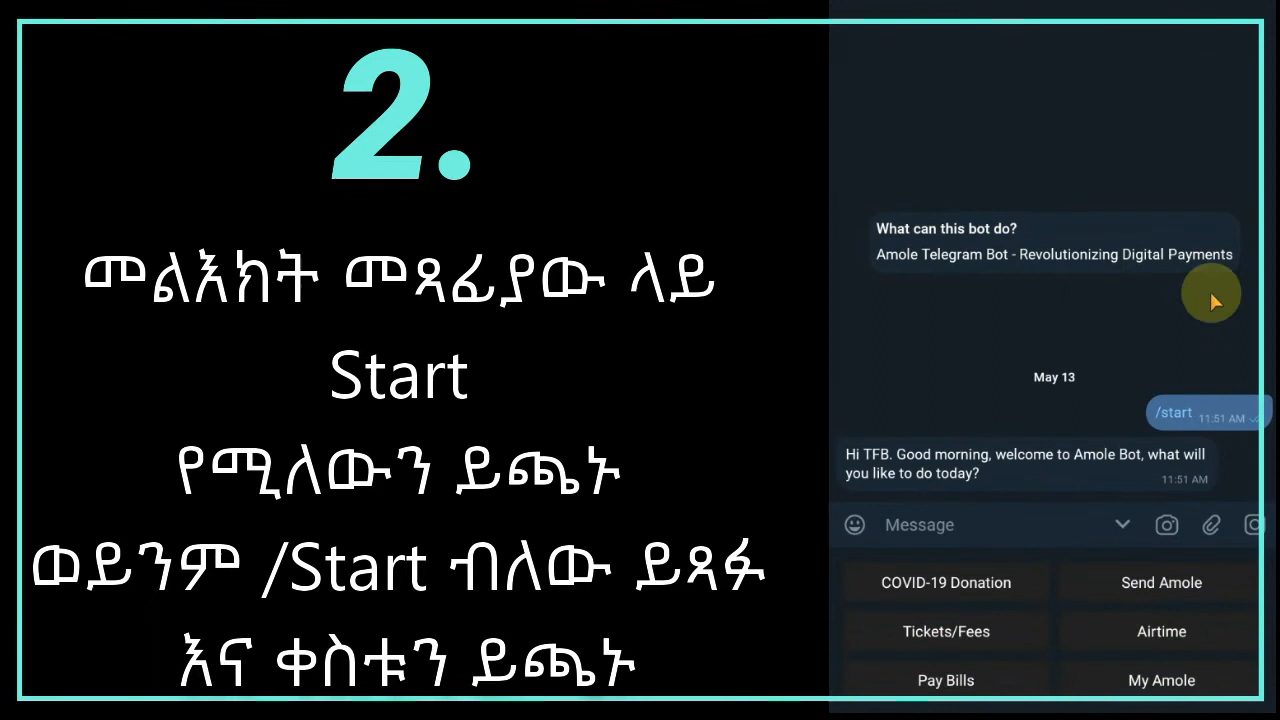 2.
መልእክት መጻፊያው ላይ
Start
የሚለውን ይጫኑ
ወይንም /Start ብለው ይጻፉ
እና ቀስቱን ይጫኑ
What can this bot do?
Amole Telegram Bot - Revolutionizing Digital Payments
May 13
/start 11:51 AM
Hi TFB. Good morning, welcome to Amole Bot, what will
you like to do today?
11:51 AM
Message
COVID-19 Donation Send Amole
Tickets/Fees Airtime
Pay Bills My Amole